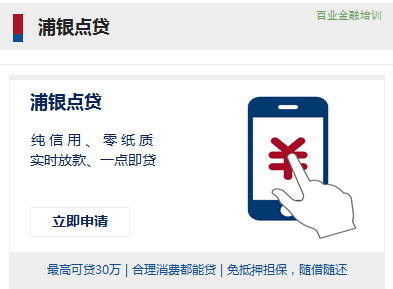 浦银点贷
百业金融培训
浦银点贷
纯信用、零纸质
实时放款、一点即贷
¥
立即申请
最高可贷30万 | 合理消费都能贷 | 免抵押担保，随借随还